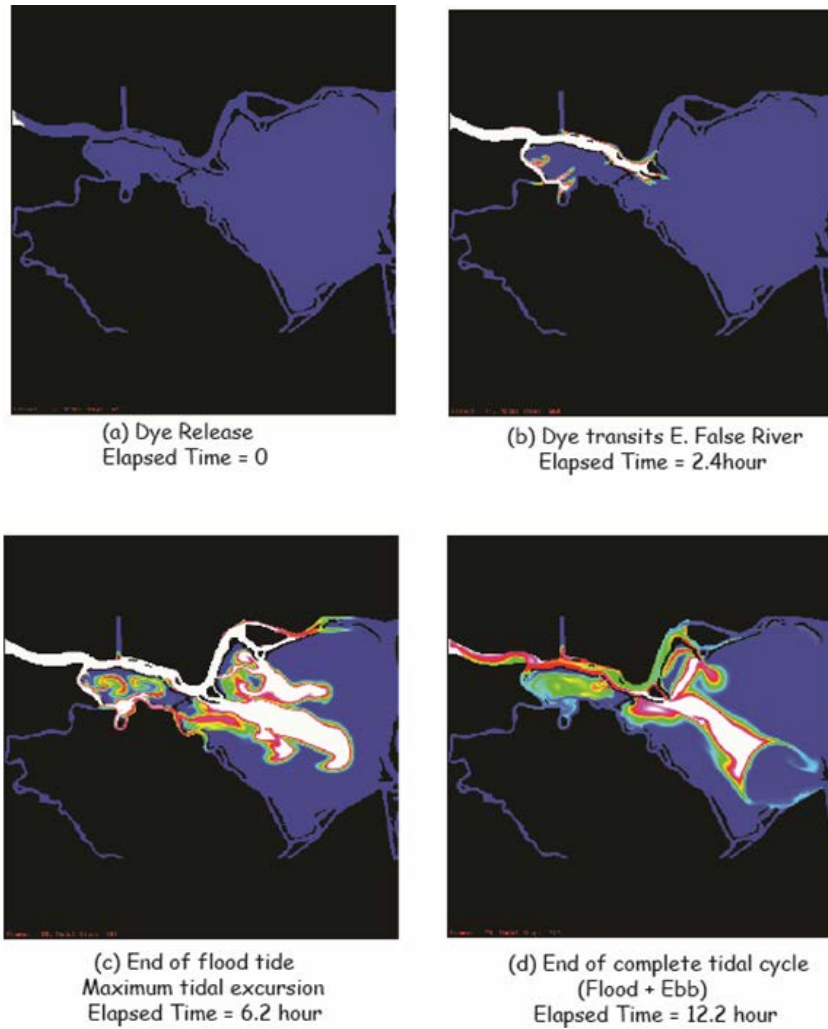 (a) Dye Release
Elapsed Time = 0
(b) Dye transits E. False River
Elapsed Time = 2.4hour
(c) End of flood tide
Maximum tidal excursion
Elapsed Time = 6.2 hour
(d) End of complete tidal cycle
(Flood + Ebb)
Elapsed Time = 12.2 hour